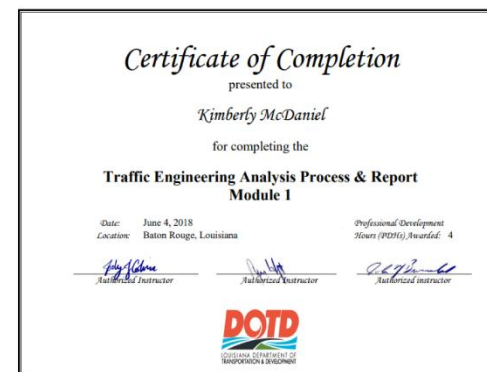 Certificate of Completion
presented to
Kimberly McDaniel
for completing the
Traffic Engineering Analysis Process & Report
Module 1
Date: June 4, 2018
Location: Baton Rouge, Louisiana
Professional Development
Hours (PDHs) Awarded: 4
Authorized Instructor
Authorized Instructor
Authorized instructor
DOTD
LOUISIANA DEPARTMENT OF
TRANSPORTATION & DEVELOPMENT